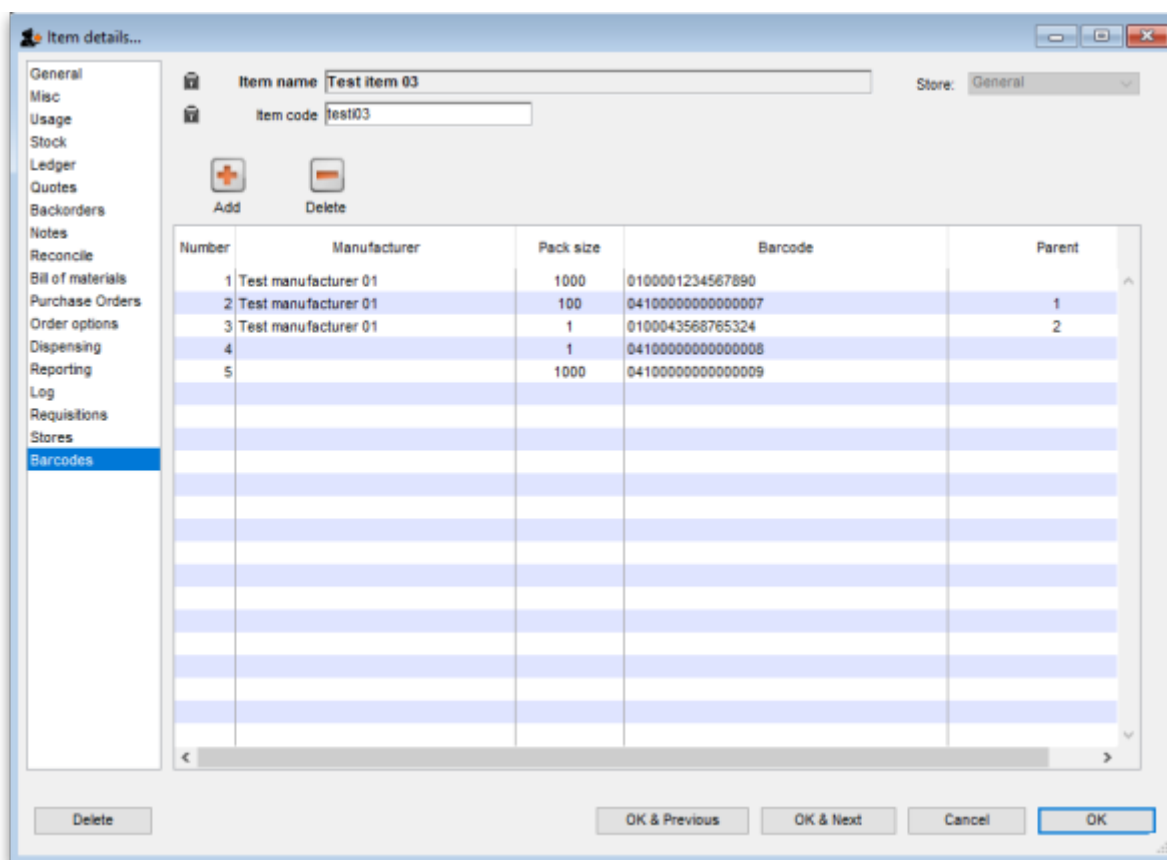 Item details...
General
Misc
Usage
Stock
Ledger
Quotes
Backorders
Notes
Reconcile
Bill of materials
Purchase Orders
Order options
Dispensing
Reporting
Log
Requisitions
Stores
Barcodes
Item name Test item 03 Store: General
Item code testi03
Add Delete
Number Manufacturer Pack size Barcode Parent
1 Test manufacturer 01 1000 0100001234567890
2 Test manufacturer 01 100 04100000000000007 1
3 Test manufacturer 01 1 0100043568765324 2
4 1 04100000000000008
5 1000 04100000000000009
Delete OK & Previous OK & Next Cancel OK